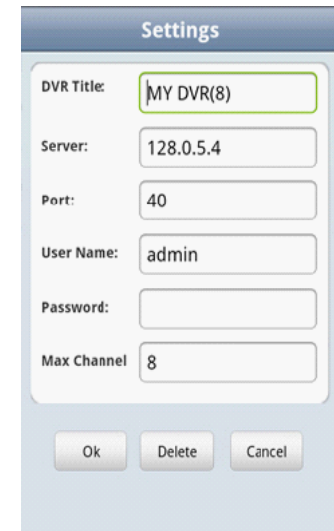 Settings
DVR Title: MY DVR(8)
Server: 128.0.5.4
Port: 40
User Name: admin
Password:
Max Channel 8
Ok Delete Cancel